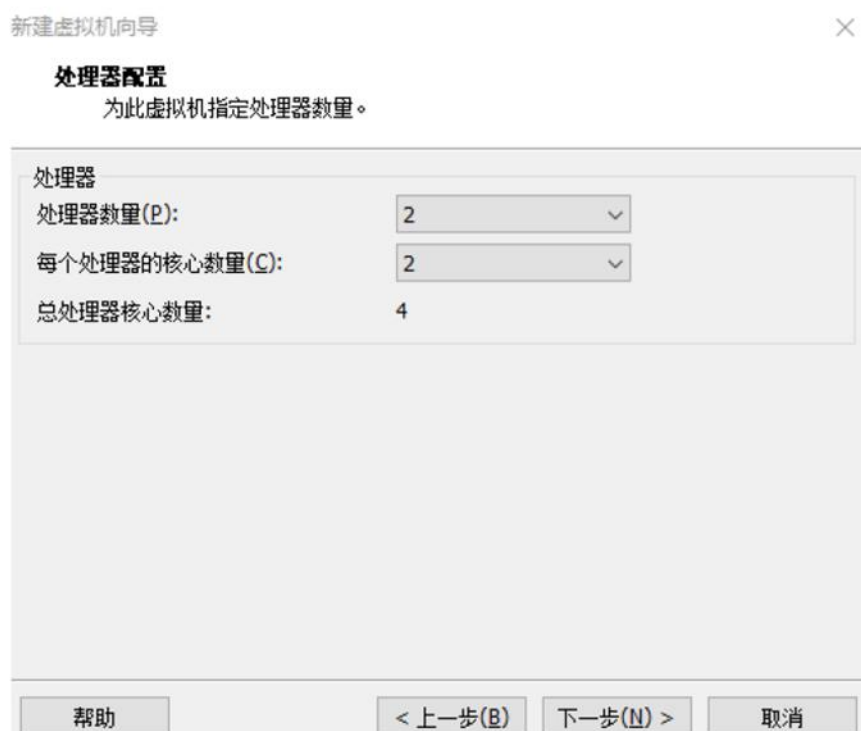 新建虚拟机向导
处理器配置
为此虚拟机指定处理器数量。
处理器
处理器数量(P): 2
每个处理器的核心数量(C): 2
总处理器核心数量: 4
帮助 < 上一步(B) 下一步(N) > 取消